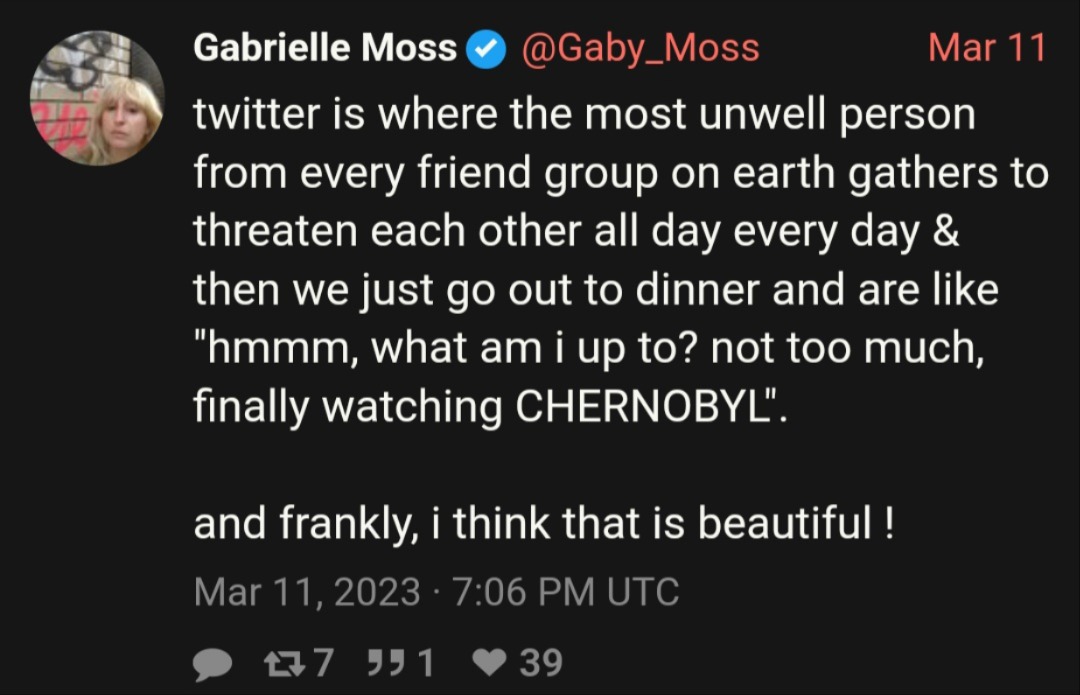 Gabrielle Moss @Gaby_Moss Mar 11
twitter is where the most unwell person
from every friend group on earth gathers to
threaten each other all day every day &
then we just go out to dinner and are like
"hmmm, what am i up to? not too much,
finally watching CHERNOBYL".
and frankly, i think that is beautiful !
Mar 11, 2023 · 7:06 PM UTC
7 1 39